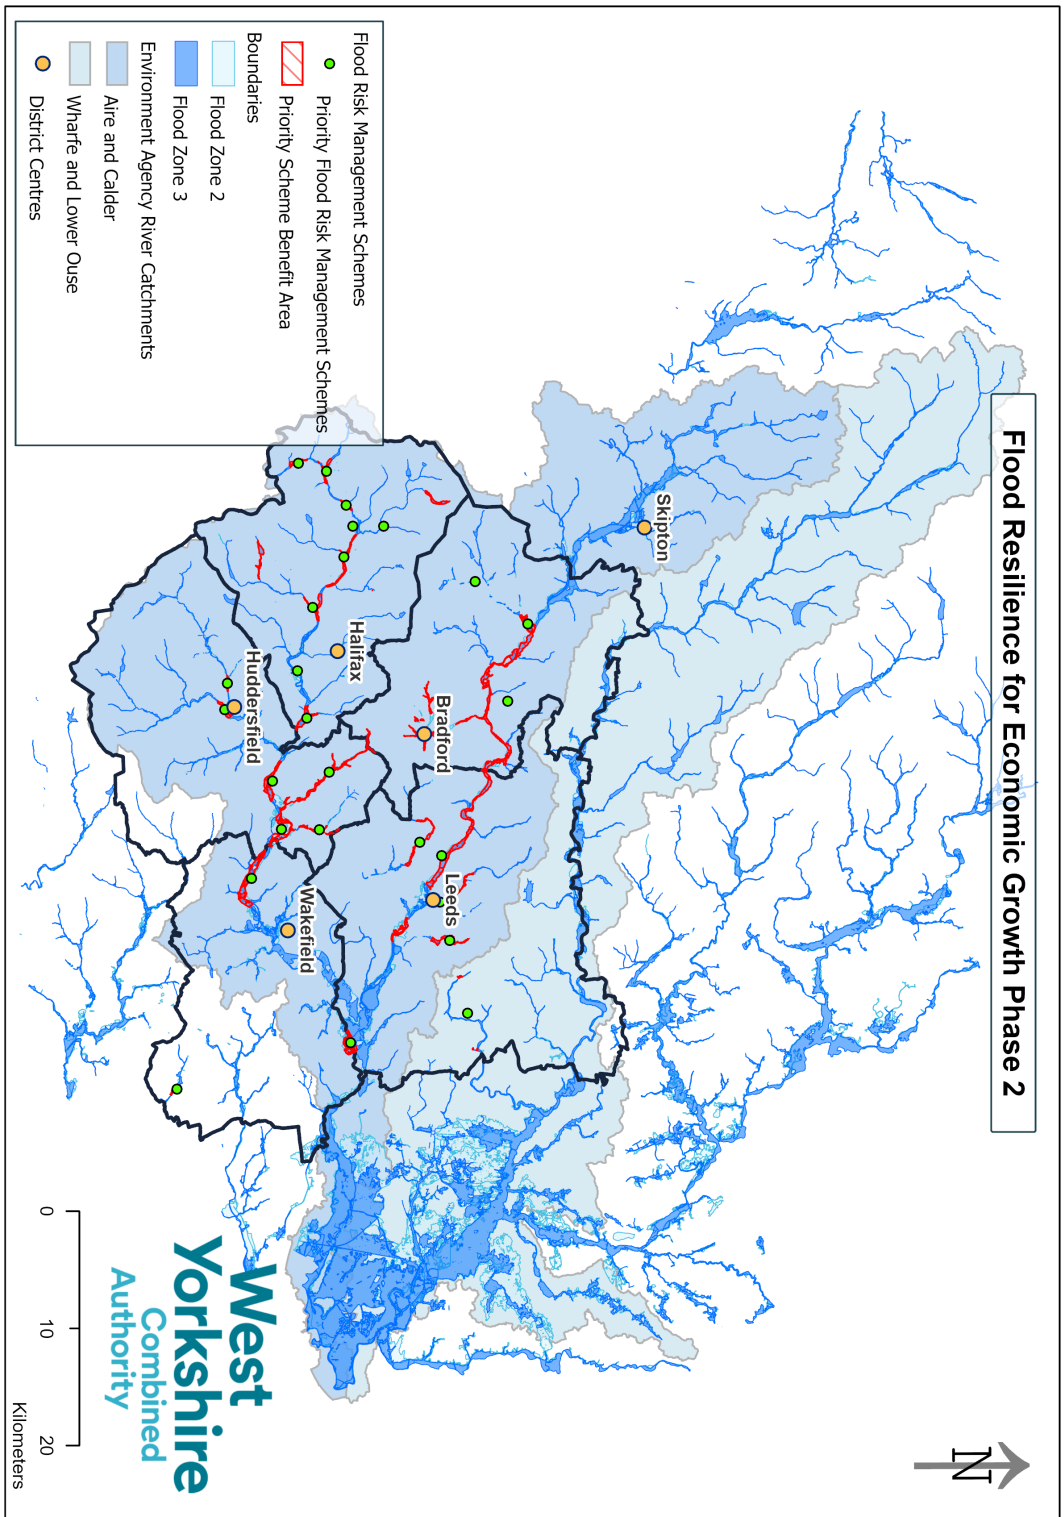 Flood Resilience for Economic Growth Phase 2
N
Skipton
Bradford
Leeds
Halifax
Wakefield
Huddersfield
Flood Risk Management Schemes
Priority Flood Risk Management Schemes
Priority Scheme Benefit Area
Boundaries
Flood Zone 2
Flood Zone 3
Environment Agency River Catchments
Aire and Calder
Wharfe and Lower Ouse
District Centres
West
Yorkshire
Combined
Authority
0 10 20
Kilometers